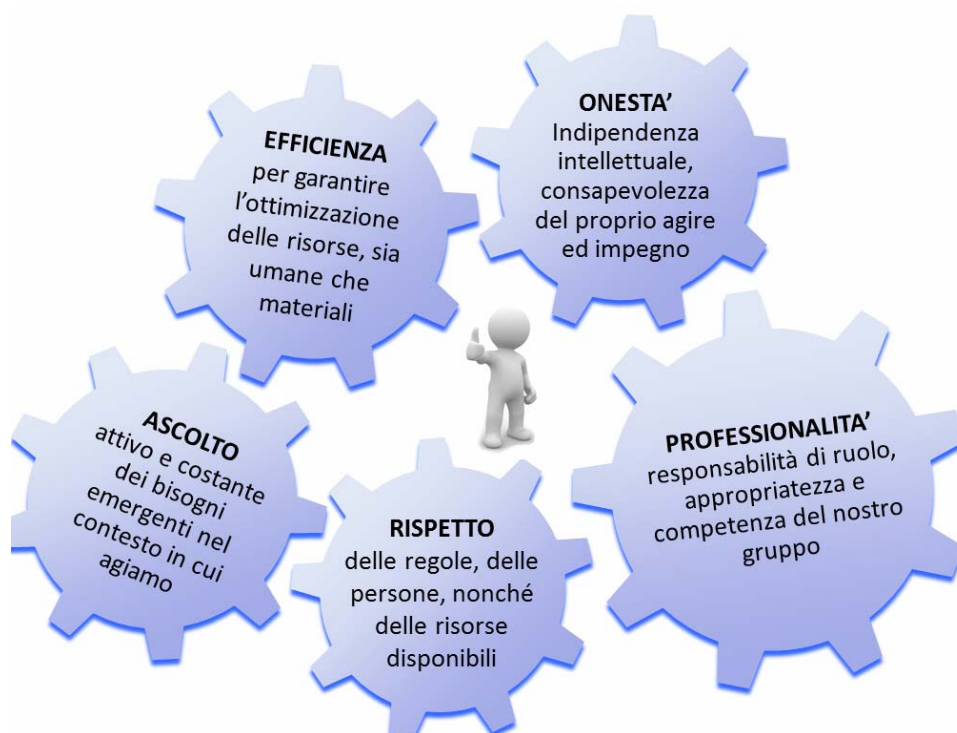 EFFICIENZA
per garantire
l’ottimizzazione
delle risorse, sia
umane che
materiali
ONESTA’
Indipendenza
intellettuale,
consapevolezza
del proprio agire
ed impegno
ASCOLTO
attivo e costante
dei bisogni
emergenti nel
contesto in cui
agiamo
RISPETTO
delle regole, delle
persone, nonché
delle risorse
disponibili
PROFESSIONALITA’
responsabilità di ruolo,
appropriatezza e
competenza del nostro
gruppo